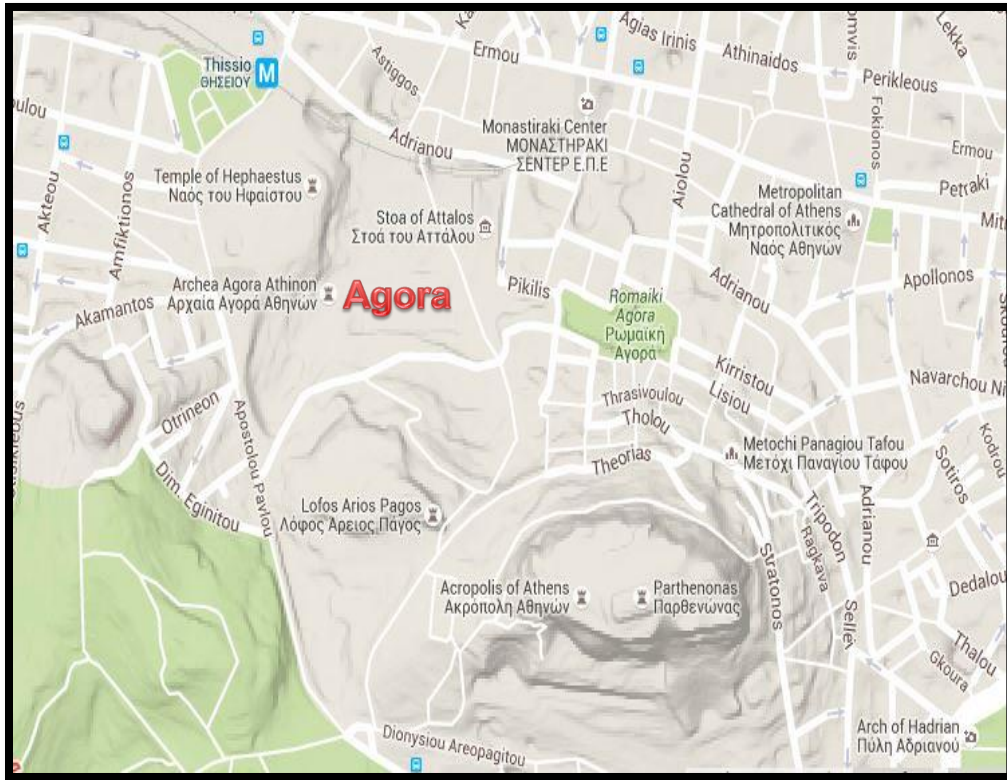 Thissio
ΘΗΣΕΙΟΥ
M
Astiggos
Ermou
Agias Irinis
Athinaidos
Perikleous
Lekka
Fokionos
Ermou
Petraki
Adrianou
Monastiraki Center
ΜΟΝΑΣΤΗΡΑΚΙ
ΣΕΝΤΕΡ Ε.Π.Ε
Aiolou
Metropolitan
Cathedral of Athens
Μητροπολιτικός
Ναός Αθηνών
Temple of Hephaestus
Ναός του Ηφαίστου
Stoa of Attalos
Στοά του Αττάλου
Akteou
Amfiktionos
Archea Agora Athinon
Αρχαία Αγορά Αθηνών
Agora
Akamantos
Pikilis
Romaiki
Agora
Ρωμαϊκή
Αγορά
Adrianou
Apollonos
Kirristou
Lisiou
Navarchou Ni
Thrasivoulou
Tholou
Theorias
Otrineon
Apostolou Pavlou
Dim. Eginitou
Metochi Panagiou Tafou
Μετόχι Παναγίου Τάφου
Sotiros
Lofos Arios Pagos
Λόφος Άρειος Πάγος
Tripodon
Ragkava
Adrianou
Stratonos
Acropolis of Athens
Ακρόπολη Αθηνών
Parthenonas
Παρθενώνας
Dedalou
Thalou
Gkoura
Dionysiou Areopagitou
Arch of Hadrian
Πύλη Αδριανού